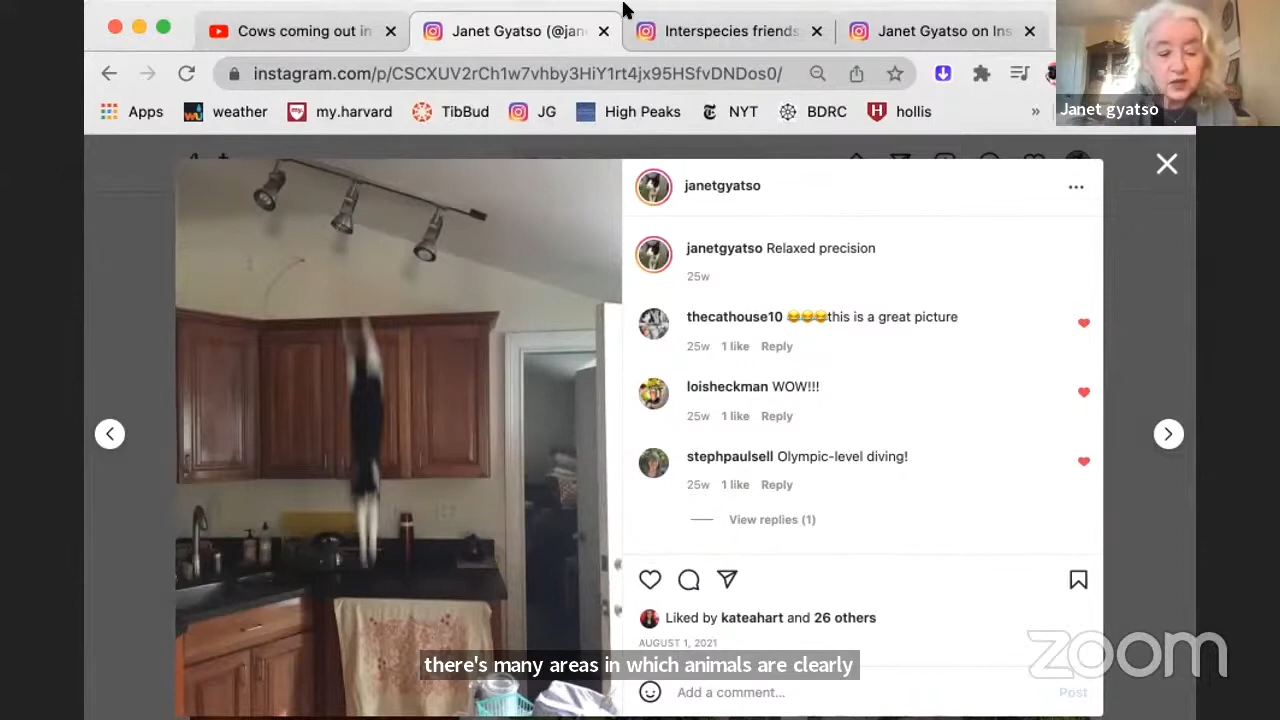 Cows coming out in
Janet Gyatso (@jan
Interspecies friends
Janet Gyatso on Ins
instagram.com/p/CSCXUV2rCh1w7vhby3HiY1rt4jx95HSfvDNDos0/
Apps
weather
my.harvard
TibBud
JG
High Peaks
NYT
BDRC
hollis
»
Janet gyatso
janetgyatso
janetgyatso Relaxed precision
25w
thecathouse10 😂😂😂this is a great picture
25w 1 like Reply
loisheckman WOW!!!
25w 1 like Reply
stephpaulsell Olympic-level diving!
25w 1 like Reply
View replies (1)
Liked by kateahart and 26 others
AUGUST 1, 2021
there's many areas in which animals are clearly
Add a comment...
Post
zoom